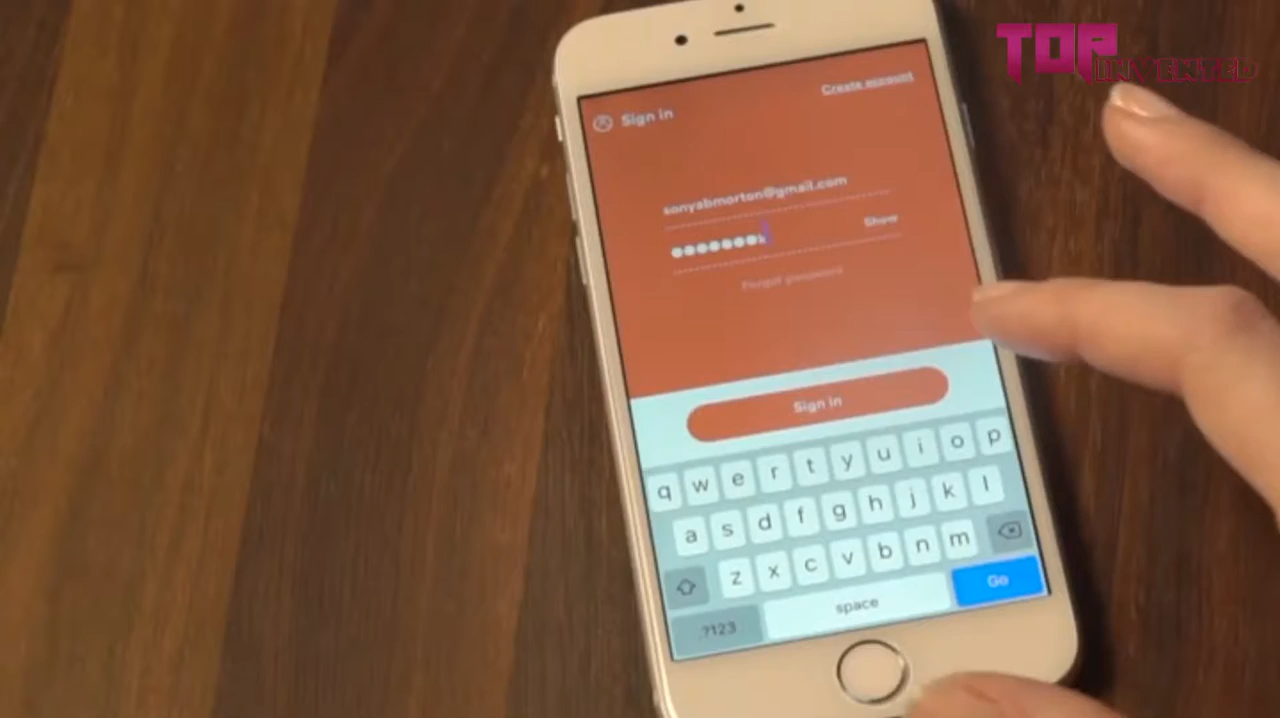 TOP
INVENTED
Create account
Sign in
sonyabmorton@gmail.com
Show
Forgot password
Sign in
q w e r t y u i o p
a s d f g h j k l
z x c v b n m
.?123 space Go